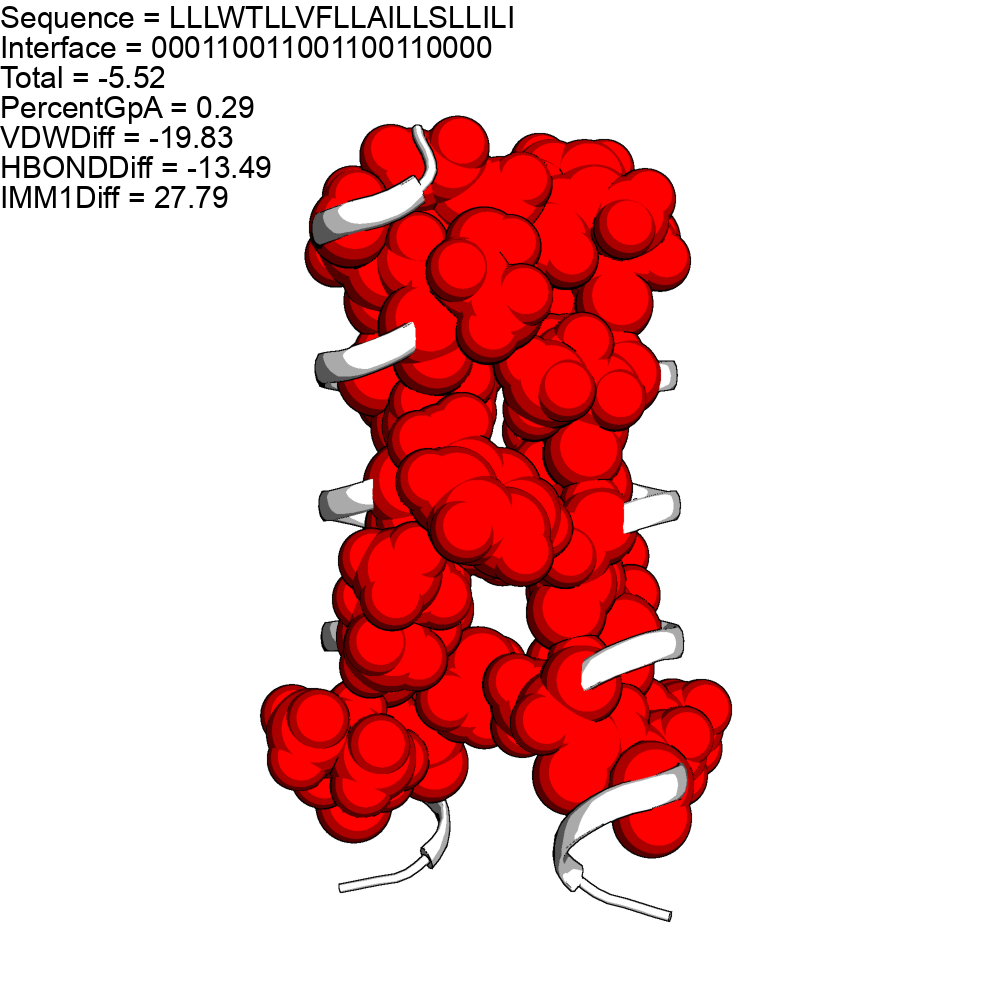 Sequence = LLLWTLLVFLLAILLSLLILI
Interface = 000110011001100110000
Total = -5.52
PercentGpA = 0.29
VDWDiff = -19.83
HBONDDiff = -13.49
IMM1Diff = 27.79